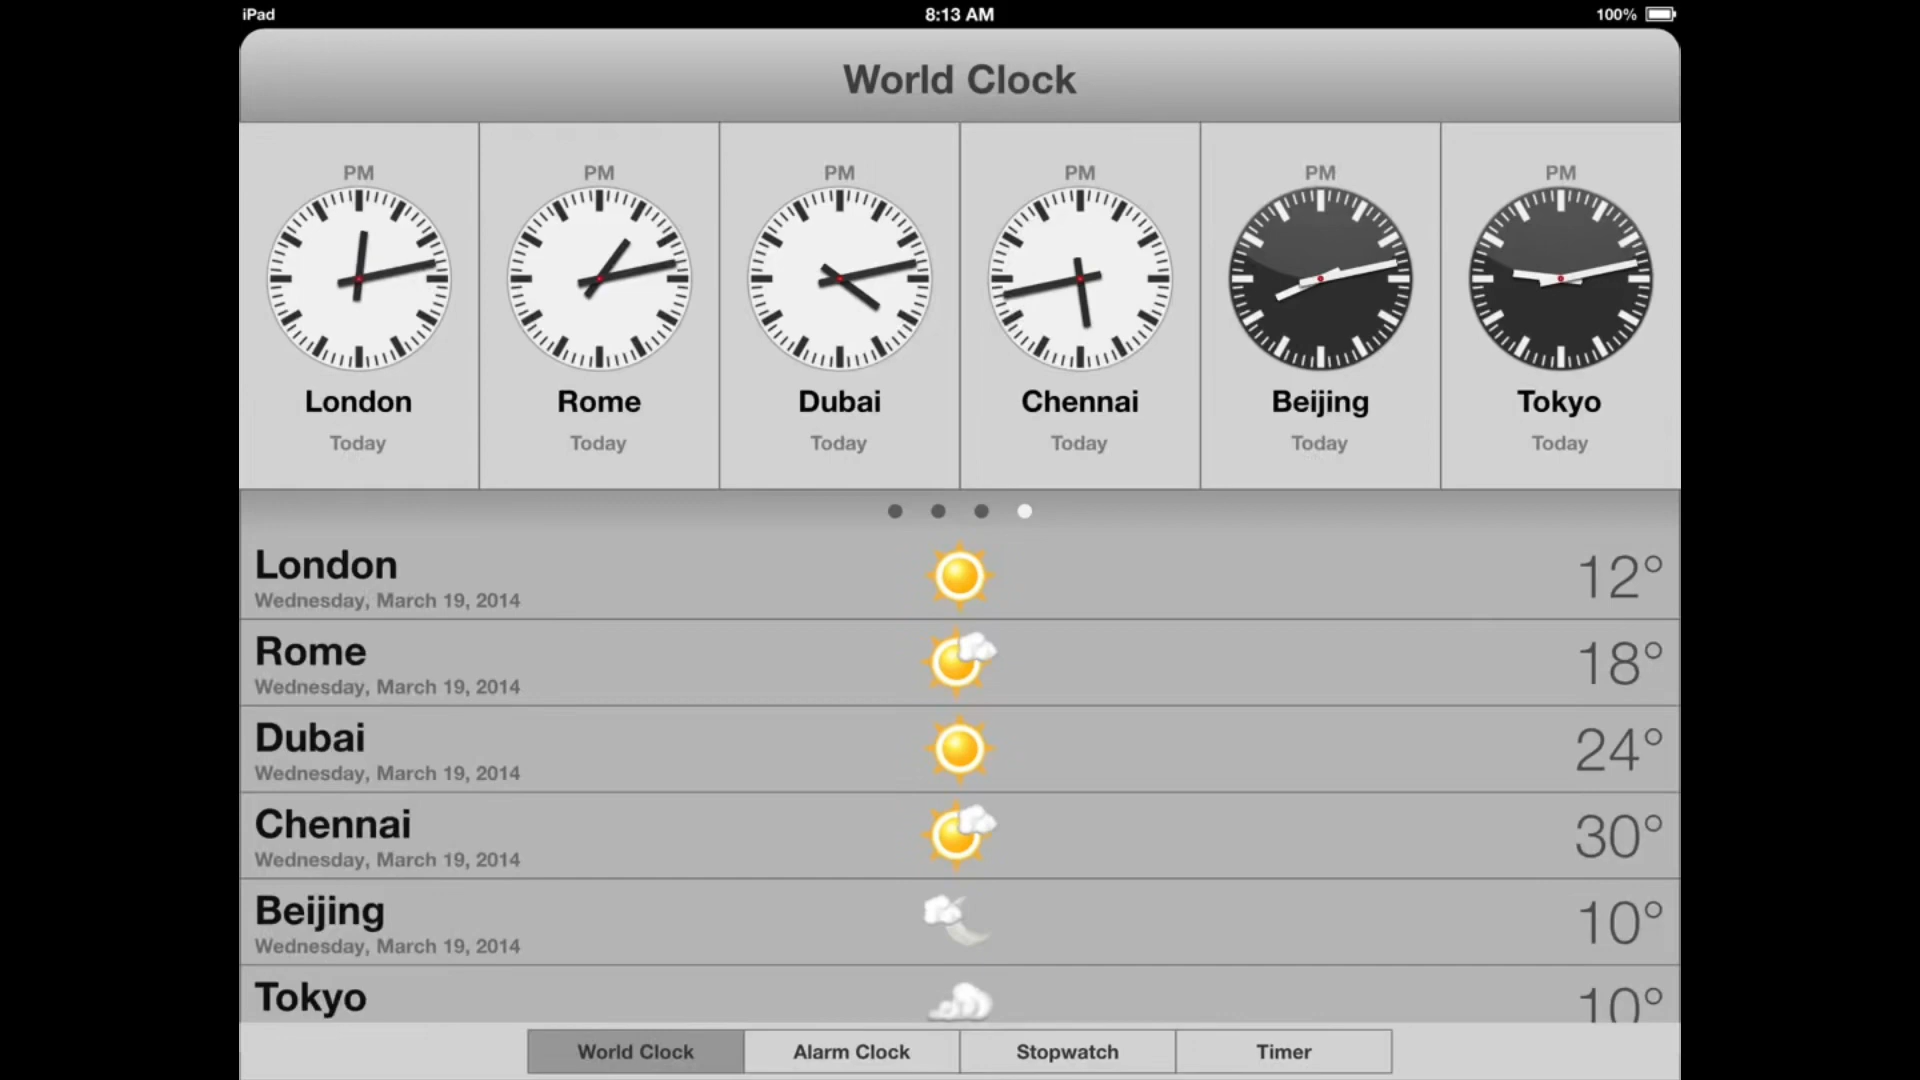 iPad 8:13 AM 100%
World Clock
PM PM PM PM PM PM
London Rome Dubai Chennai Beijing Tokyo
Today Today Today Today Today Today
London 12°
Wednesday, March 19, 2014
Rome 18°
Wednesday, March 19, 2014
Dubai 24°
Wednesday, March 19, 2014
Chennai 30°
Wednesday, March 19, 2014
Beijing 10°
Wednesday, March 19, 2014
Tokyo 10°
World Clock Alarm Clock Stopwatch Timer